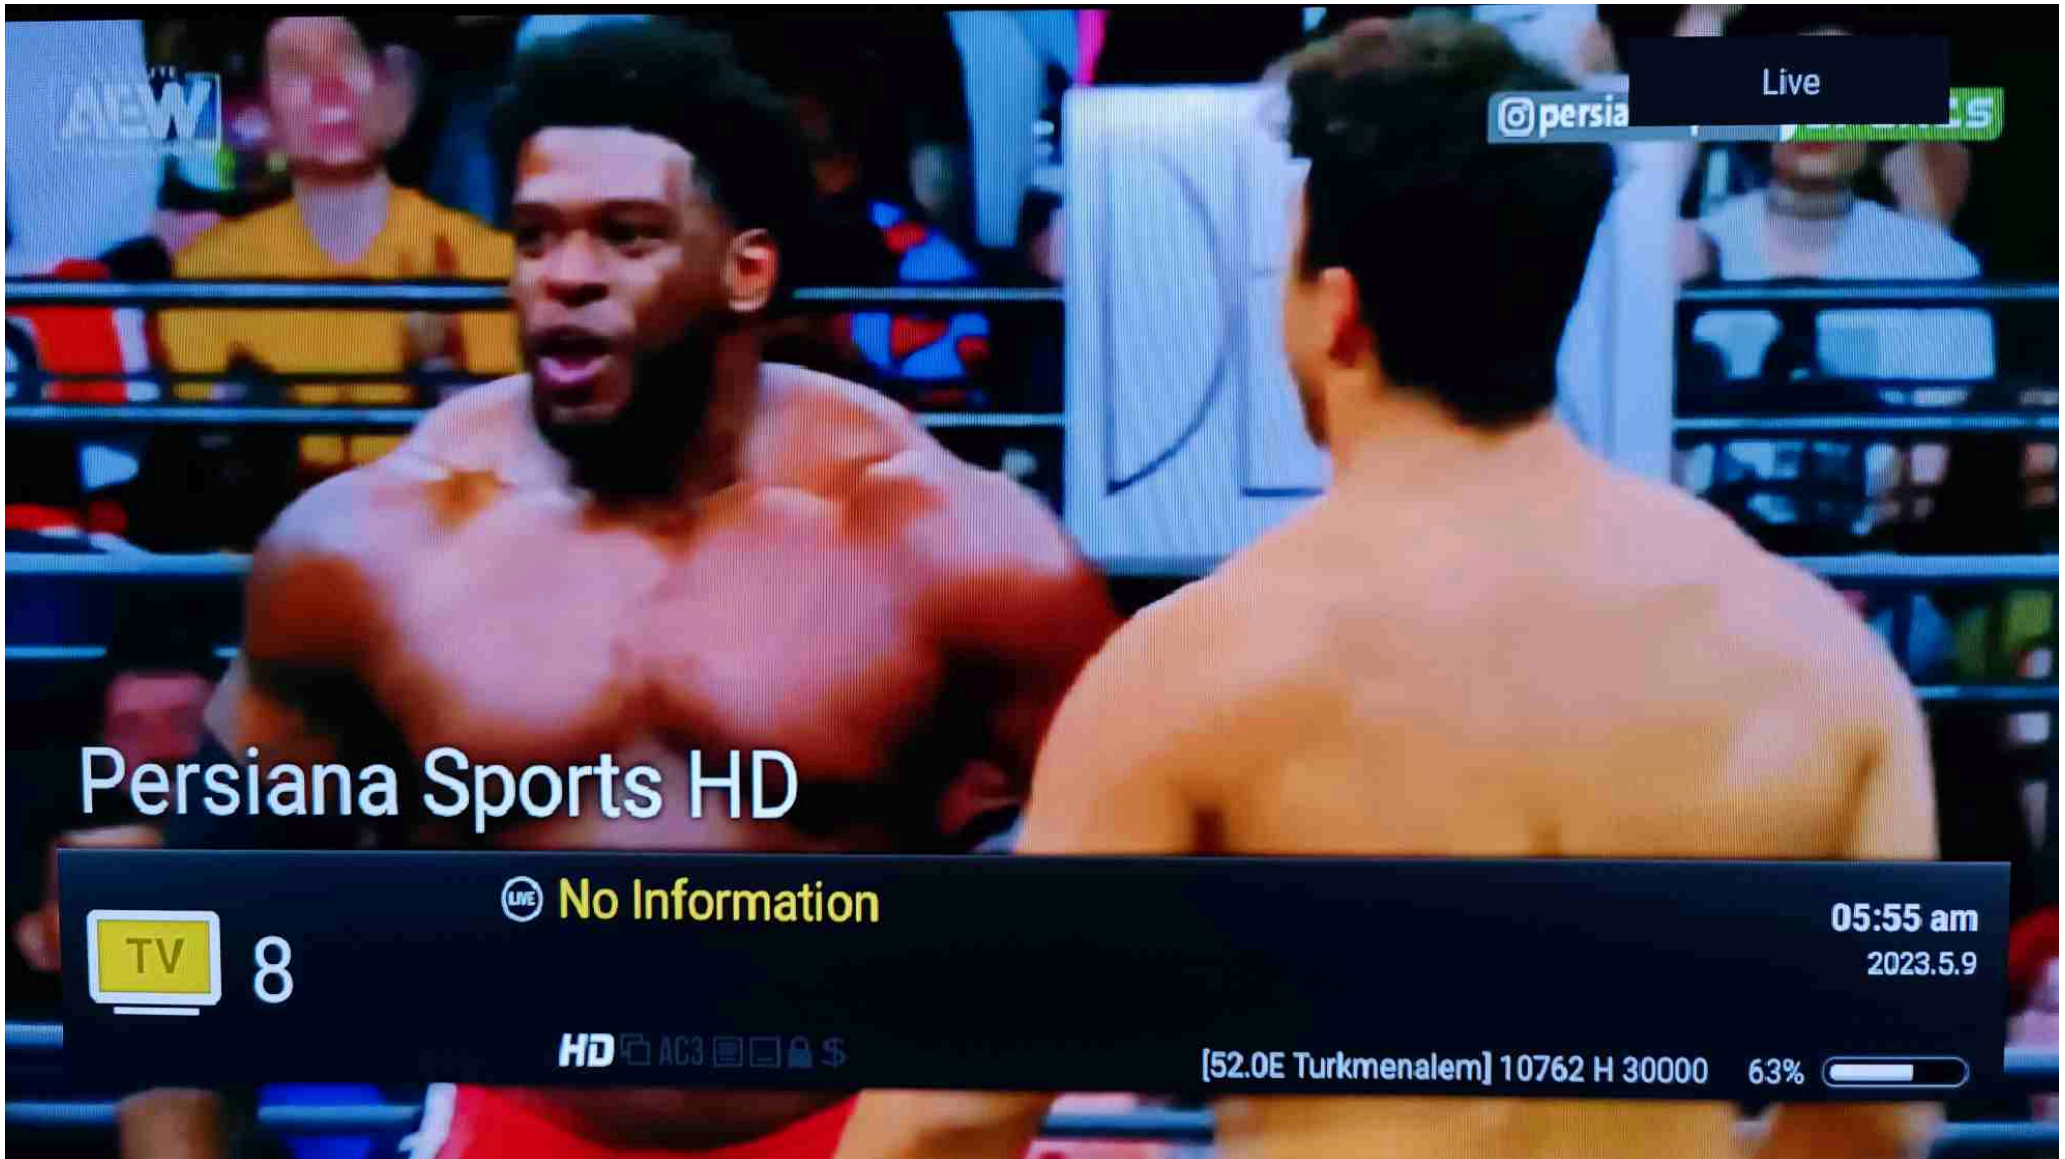 AEW
Live
persia
Persiana Sports HD
LIVE No Information
TV 8
05:55 am
2023.5.9
HD AC3 $
[52.0E Turkmenalem] 10762 H 30000 63%